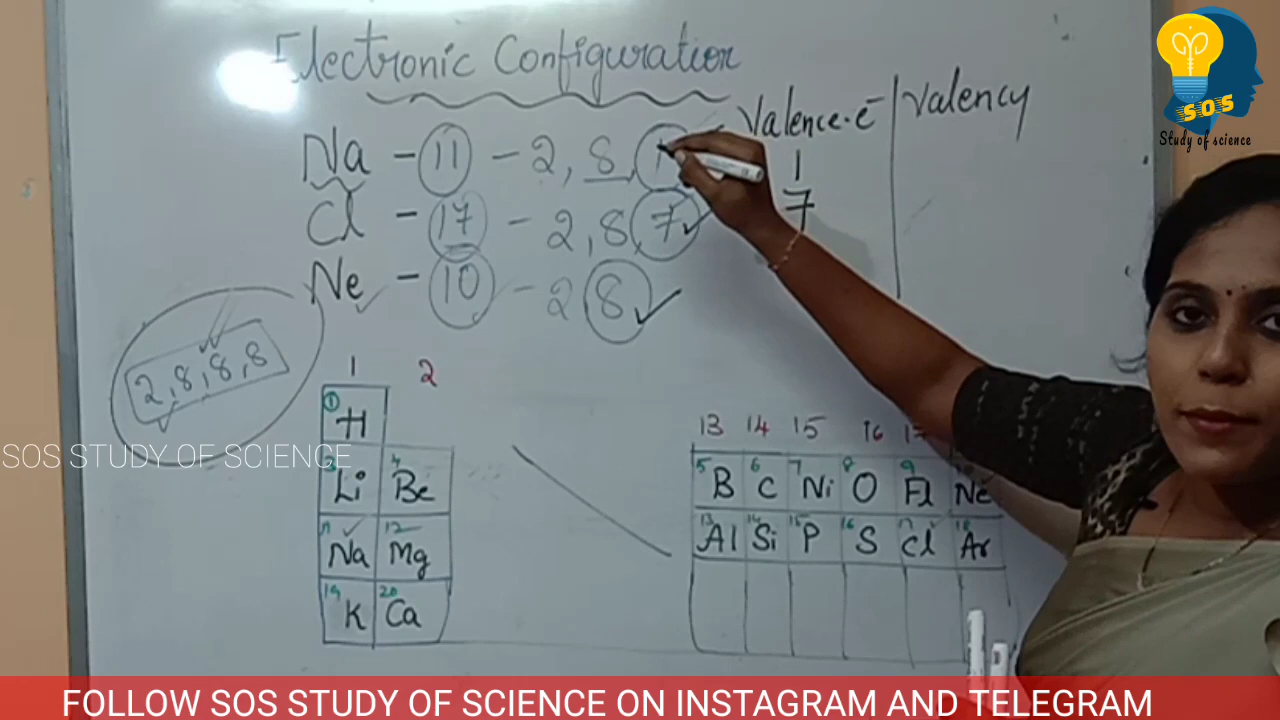 Electronic Configuration
Valence.e⁻ | Valency
Na - 11 - 2, 8, 1
1
Cl - 17 - 2, 8, 7 ✓
7
Ne - 10 - 2 8 ✓
2, 8, 8, 8
1 2
13 14 15 16 17
1 H
Li 4 Be 5 B 6 C 7 Ni 8 O 9 Fl 10 Ne
11 Na 12 Mg 13 Al 14 Si 15 P 16 S 17 Cl 18 Ar
19 K 20 Ca
SOS
Study of science
SOS STUDY OF SCIENCE
FOLLOW SOS STUDY OF SCIENCE ON INSTAGRAM AND TELEGRAM